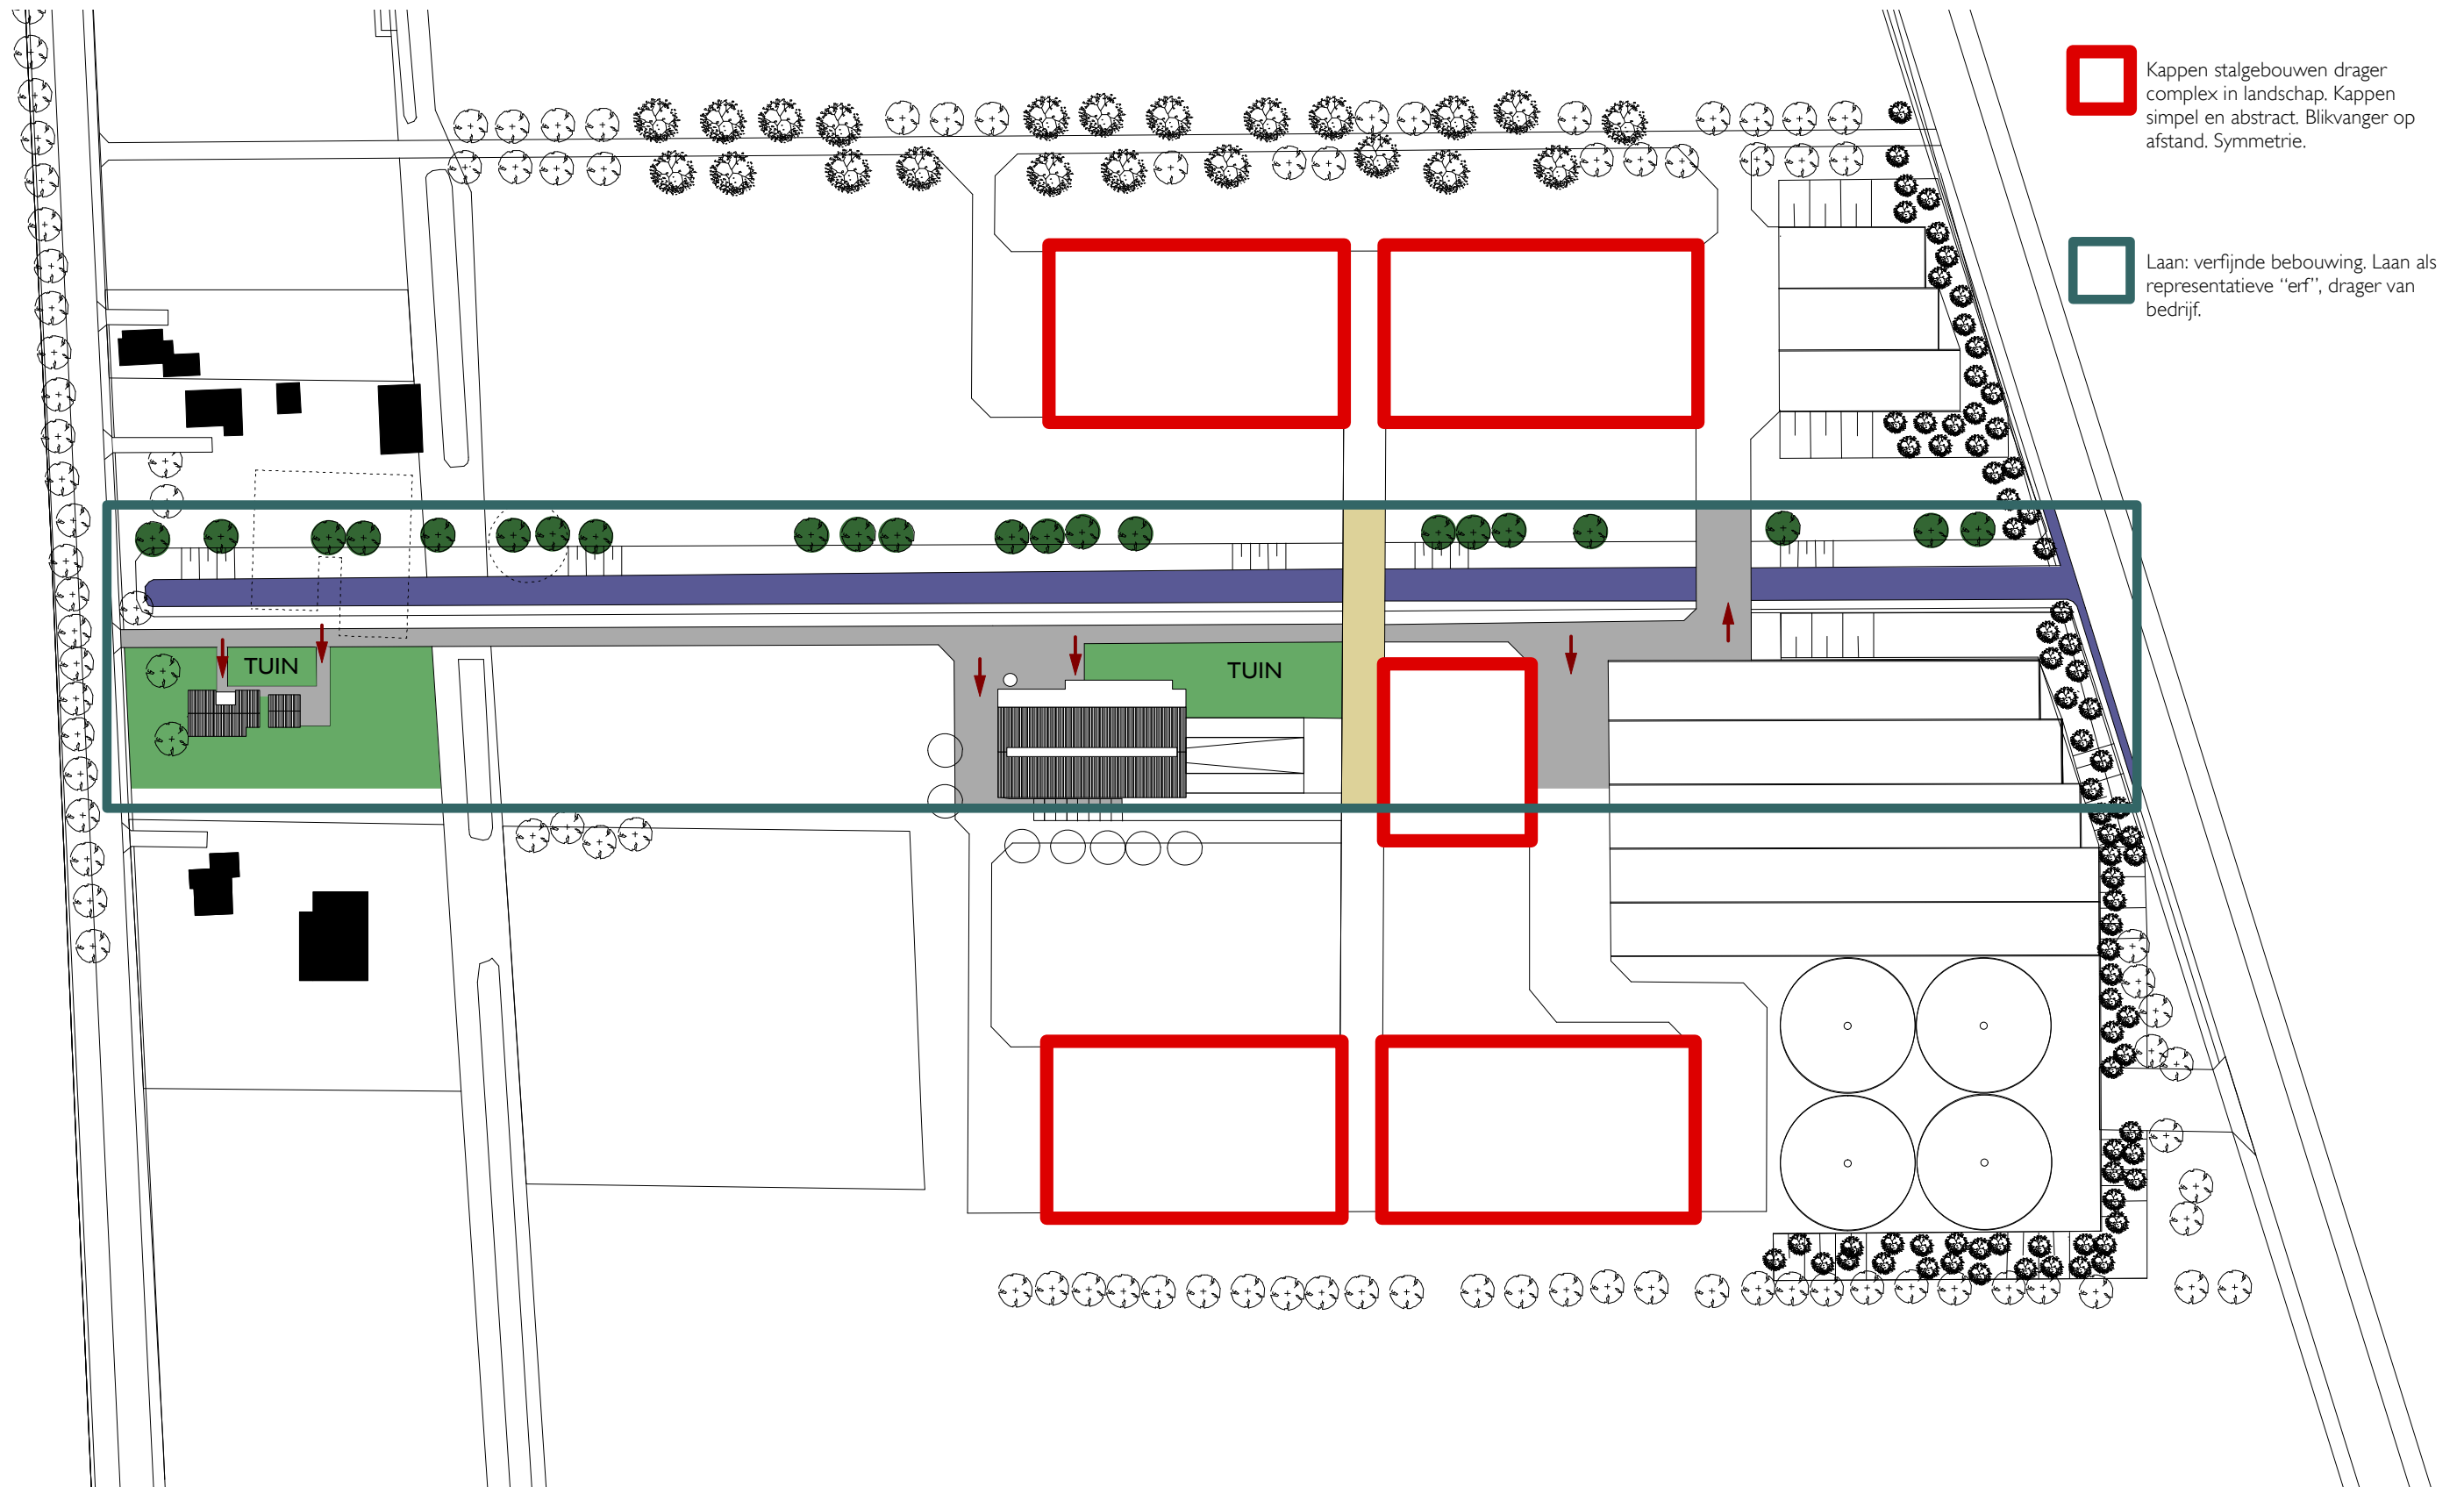 Kappen stalgebouwen drager
complex in landschap. Kappen
simpel en abstract. Blikvanger op
afstand. Symmetrie.
Laan: verfijnde bebouwing. Laan als
representatieve “erf”, drager van
bedrijf.
TUIN
TUIN